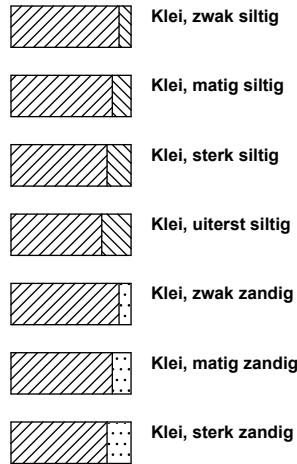 Klei, zwak siltig
Klei, matig siltig
Klei, sterk siltig
Klei, uiterst siltig
Klei, zwak zandig
Klei, matig zandig
Klei, sterk zandig